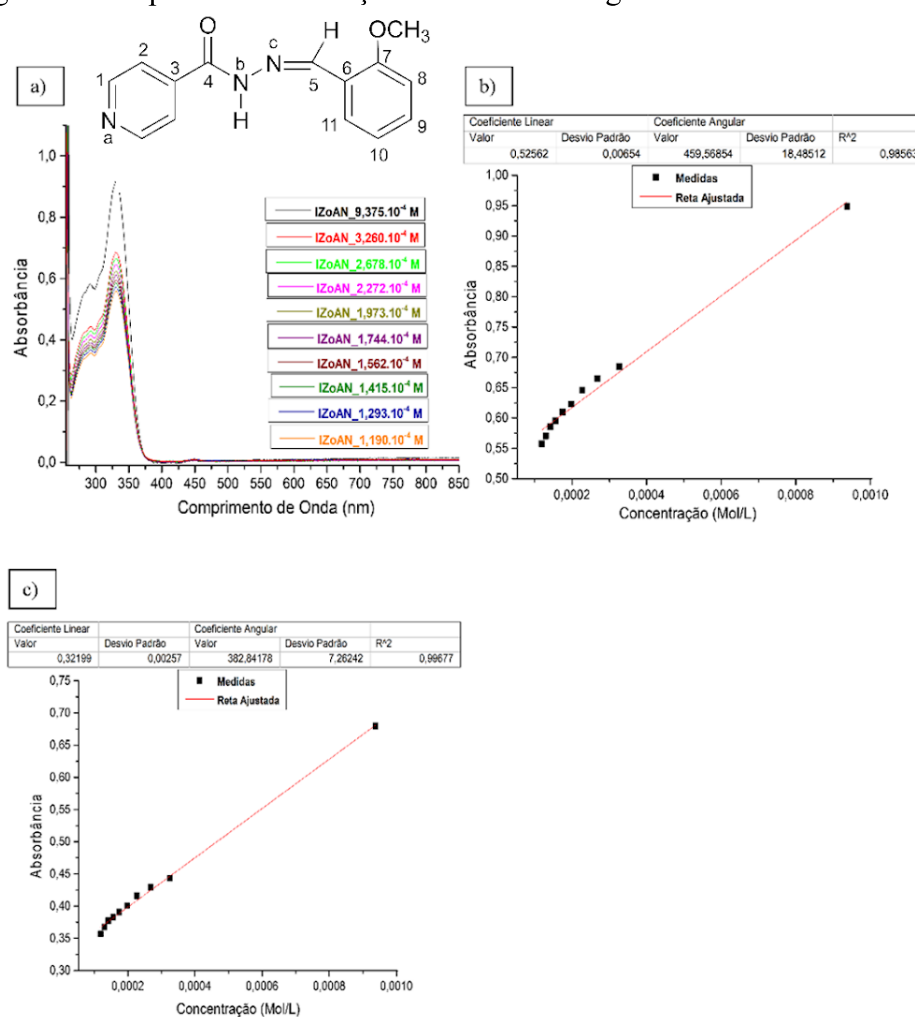 a)
O
H
OCH3
2
1
3
4
N
b
N
c
H
5
6
7
8
9
10
11
N
a
Absorbância
1,0
0,8
0,6
0,4
0,2
0,0
IZoAN_9,375.10⁻⁴ M
IZoAN_3,260.10⁻⁴ M
IZoAN_2,678.10⁻⁴ M
IZoAN_2,272.10⁻⁴ M
IZoAN_1,973.10⁻⁴ M
IZoAN_1,744.10⁻⁴ M
IZoAN_1,562.10⁻⁴ M
IZoAN_1,415.10⁻⁴ M
IZoAN_1,293.10⁻⁴ M
IZoAN_1,190.10⁻⁴ M
300 350 400 450 500 550 600 650 700 750 800 850
Comprimento de Onda (nm)
b)
Coeficiente Linear Coeficiente Angular
Valor Desvio Padrão Valor Desvio Padrão R^2
0,52562 0,00654 459,56854 18,48512 0,98563
Medidas
Reta Ajustada
Absorbância
1,00
0,95
0,90
0,85
0,80
0,75
0,70
0,65
0,60
0,55
0,50
0,0002 0,0004 0,0006 0,0008 0,0010
Concentração (Mol/L)
c)
Coeficiente Linear Coeficiente Angular
Valor Desvio Padrão Valor Desvio Padrão R^2
0,32199 0,00257 382,84178 7,26242 0,99677
Medidas
Reta Ajustada
Absorbância
0,75
0,70
0,65
0,60
0,55
0,50
0,45
0,40
0,35
0,30
0,0002 0,0004 0,0006 0,0008 0,0010
Concentração (Mol/L)